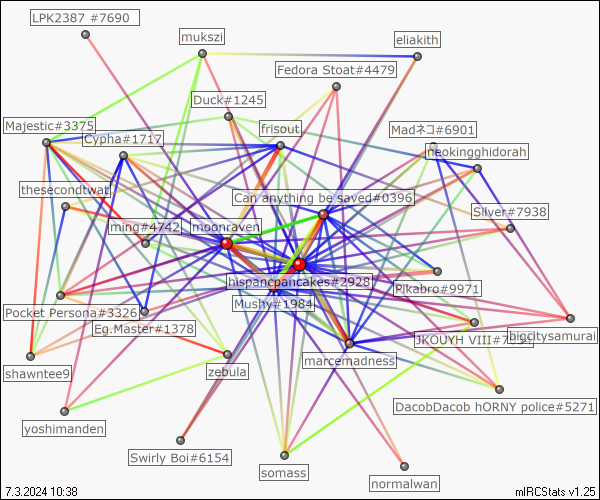 LPK2387 #7690
mukszi
eliakith
Fedora Stoat#4479
Duck#1245
Majestic#3375
Cypha#1717
frisout
Madネコ#6901
neokingghidorah
thesecondtwat
Can anything be saved#0396
Sliver#7938
ming#4742
moonraven
hispancpancakes#2928
Pikabro#9971
Mushy#1984
Pocket Persona#3326
Eg.Master#1378
JKOUYH VIII#7
bigcitysamurai
shawntee9
zebula
marcemadness
DacobDacob hORNY police#5271
yoshimanden
Swirly Boi#6154
somass
normalwan
7.3.2024 10:38
mIRCStats v1.25